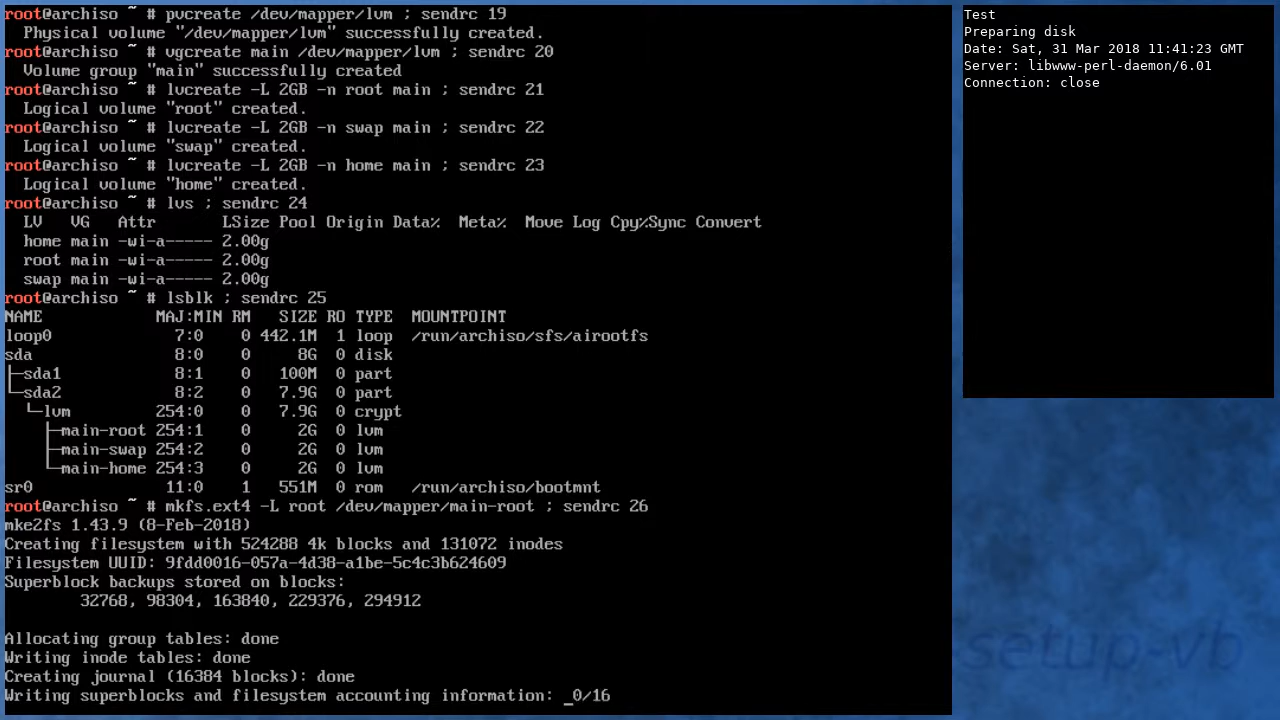 root@archiso ~ # pvcreate /dev/mapper/lvm ; sendrc 19
  Physical volume "/dev/mapper/lvm" successfully created.
root@archiso ~ # vgcreate main /dev/mapper/lvm ; sendrc 20
  Volume group "main" successfully created
root@archiso ~ # lvcreate -L 2GB -n root main ; sendrc 21
  Logical volume "root" created.
root@archiso ~ # lvcreate -L 2GB -n swap main ; sendrc 22
  Logical volume "swap" created.
root@archiso ~ # lvcreate -L 2GB -n home main ; sendrc 23
  Logical volume "home" created.
root@archiso ~ # lvs ; sendrc 24
  LV   VG   Attr       LSize Pool Origin Data%  Meta%  Move Log Cpy%Sync Convert
  home main -wi-a----- 2.00g
  root main -wi-a----- 2.00g
  swap main -wi-a----- 2.00g
root@archiso ~ # lsblk ; sendrc 25
NAME            MAJ:MIN RM   SIZE RO TYPE  MOUNTPOINT
loop0             7:0    0 442.1M  1 loop  /run/archiso/sfs/airootfs
sda               8:0    0     8G  0 disk
├─sda1            8:1    0   100M  0 part
└─sda2            8:2    0   7.9G  0 part
  └─lvm         254:0    0   7.9G  0 crypt
    ├─main-root 254:1    0     2G  0 lvm
    ├─main-swap 254:2    0     2G  0 lvm
    └─main-home 254:3    0     2G  0 lvm
sr0              11:0    1   551M  0 rom   /run/archiso/bootmnt
root@archiso ~ # mkfs.ext4 -L root /dev/mapper/main-root ; sendrc 26
mke2fs 1.43.9 (8-Feb-2018)
Creating filesystem with 524288 4k blocks and 131072 inodes
Filesystem UUID: 9fdd0016-057a-4d38-a1be-5c4c3b624609
Superblock backups stored on blocks:
        32768, 98304, 163840, 229376, 294912

Allocating group tables: done
Writing inode tables: done
Creating journal (16384 blocks): done
Writing superblocks and filesystem accounting information: _0/16
Test
Preparing disk
Date: Sat, 31 Mar 2018 11:41:23 GMT
Server: libwww-perl-daemon/6.01
Connection: close
setup-vb